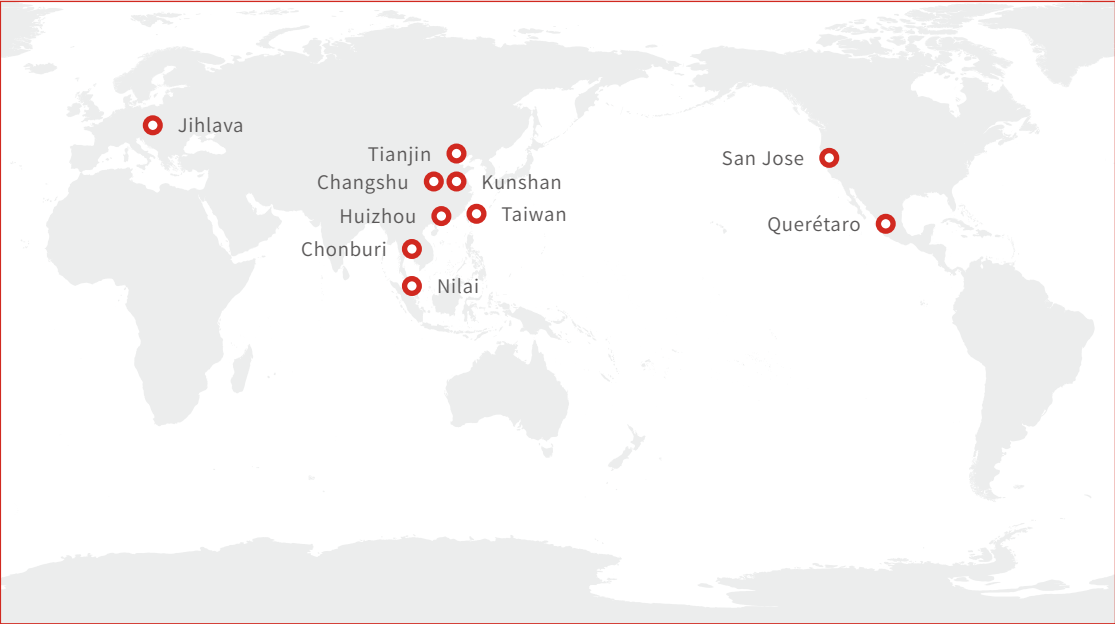 Jihlava
Tianjin
San Jose
Changshu
Kunshan
Huizhou
Taiwan
Querétaro
Chonburi
Nilai